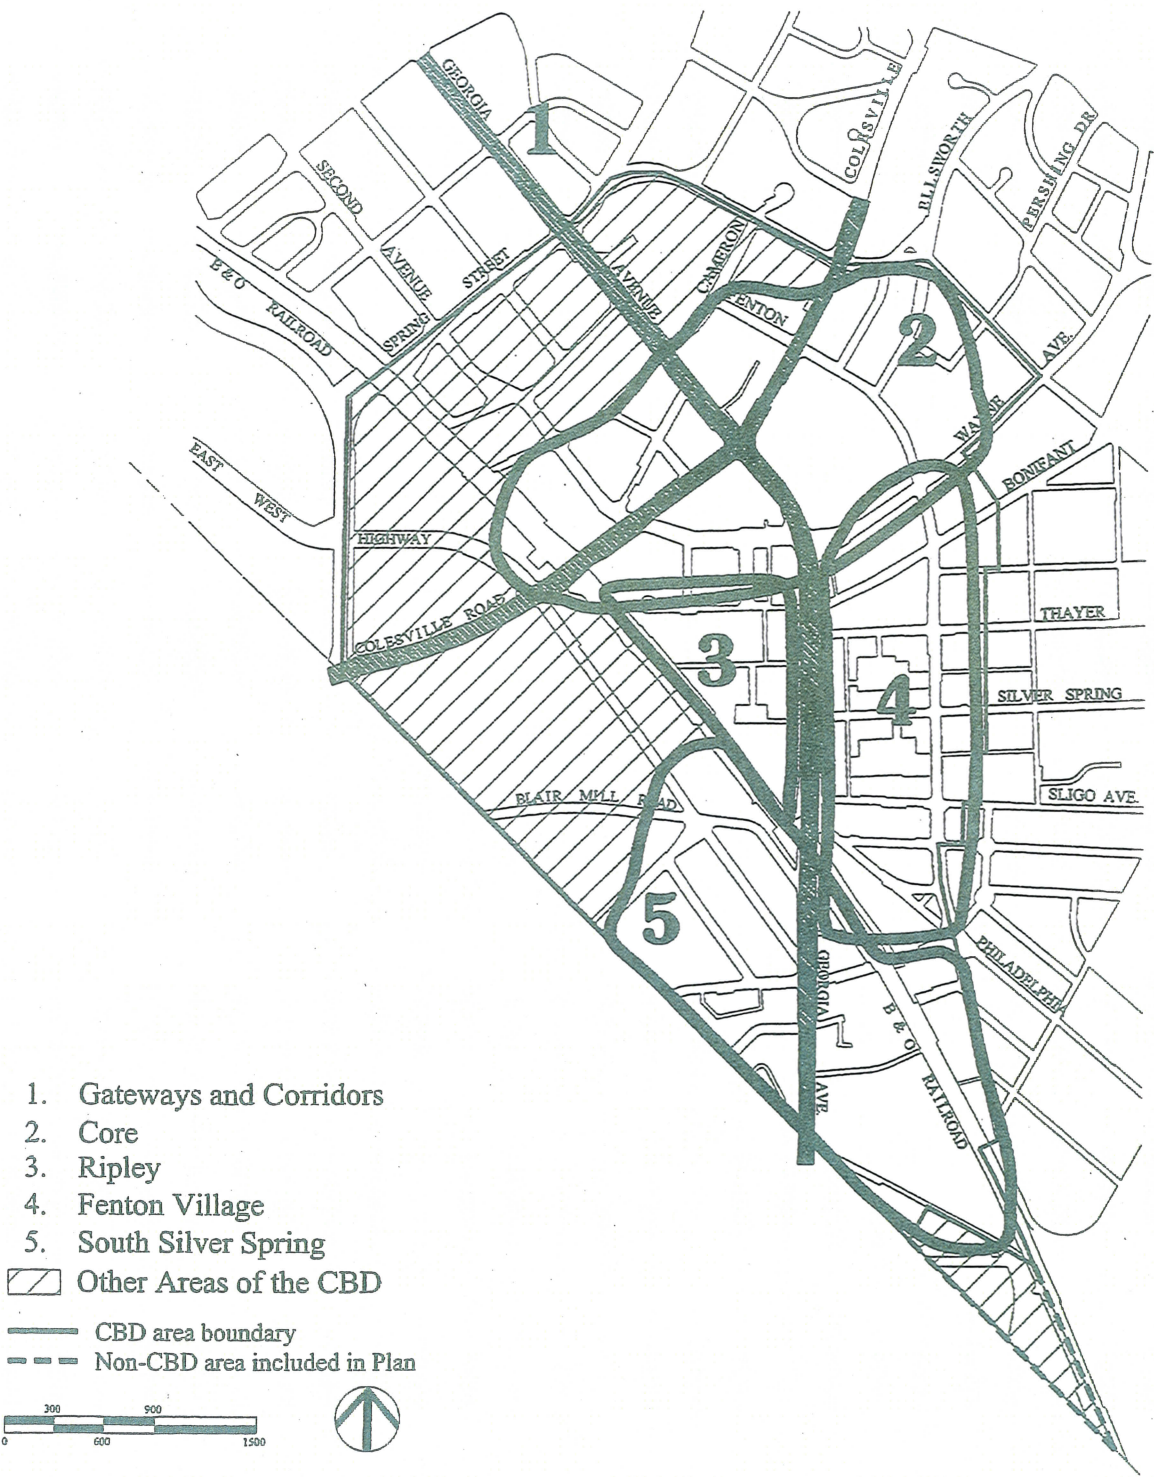 GEORGIA
1
COLESVILLE
ELLSWORTH
PERSHING DR.
SECOND
AVENUE
STREET
SPRING
B & O
RAILROAD
AVENUE
CAMERON
FENTON
2
AVE.
WAYNE
BONIFANT
EAST
WEST
HIGHWAY
COLESVILLE ROAD
THAYER
3
4
SILVER SPRING
BLAIR MILL ROAD
SLIGO AVE.
5
GEORGIA
AVE.
PHILADELPHIA
B & O
RAILROAD
1. Gateways and Corridors
2. Core
3. Ripley
4. Fenton Village
5. South Silver Spring
Other Areas of the CBD
CBD area boundary
Non-CBD area included in Plan
300 900
0 600 1500